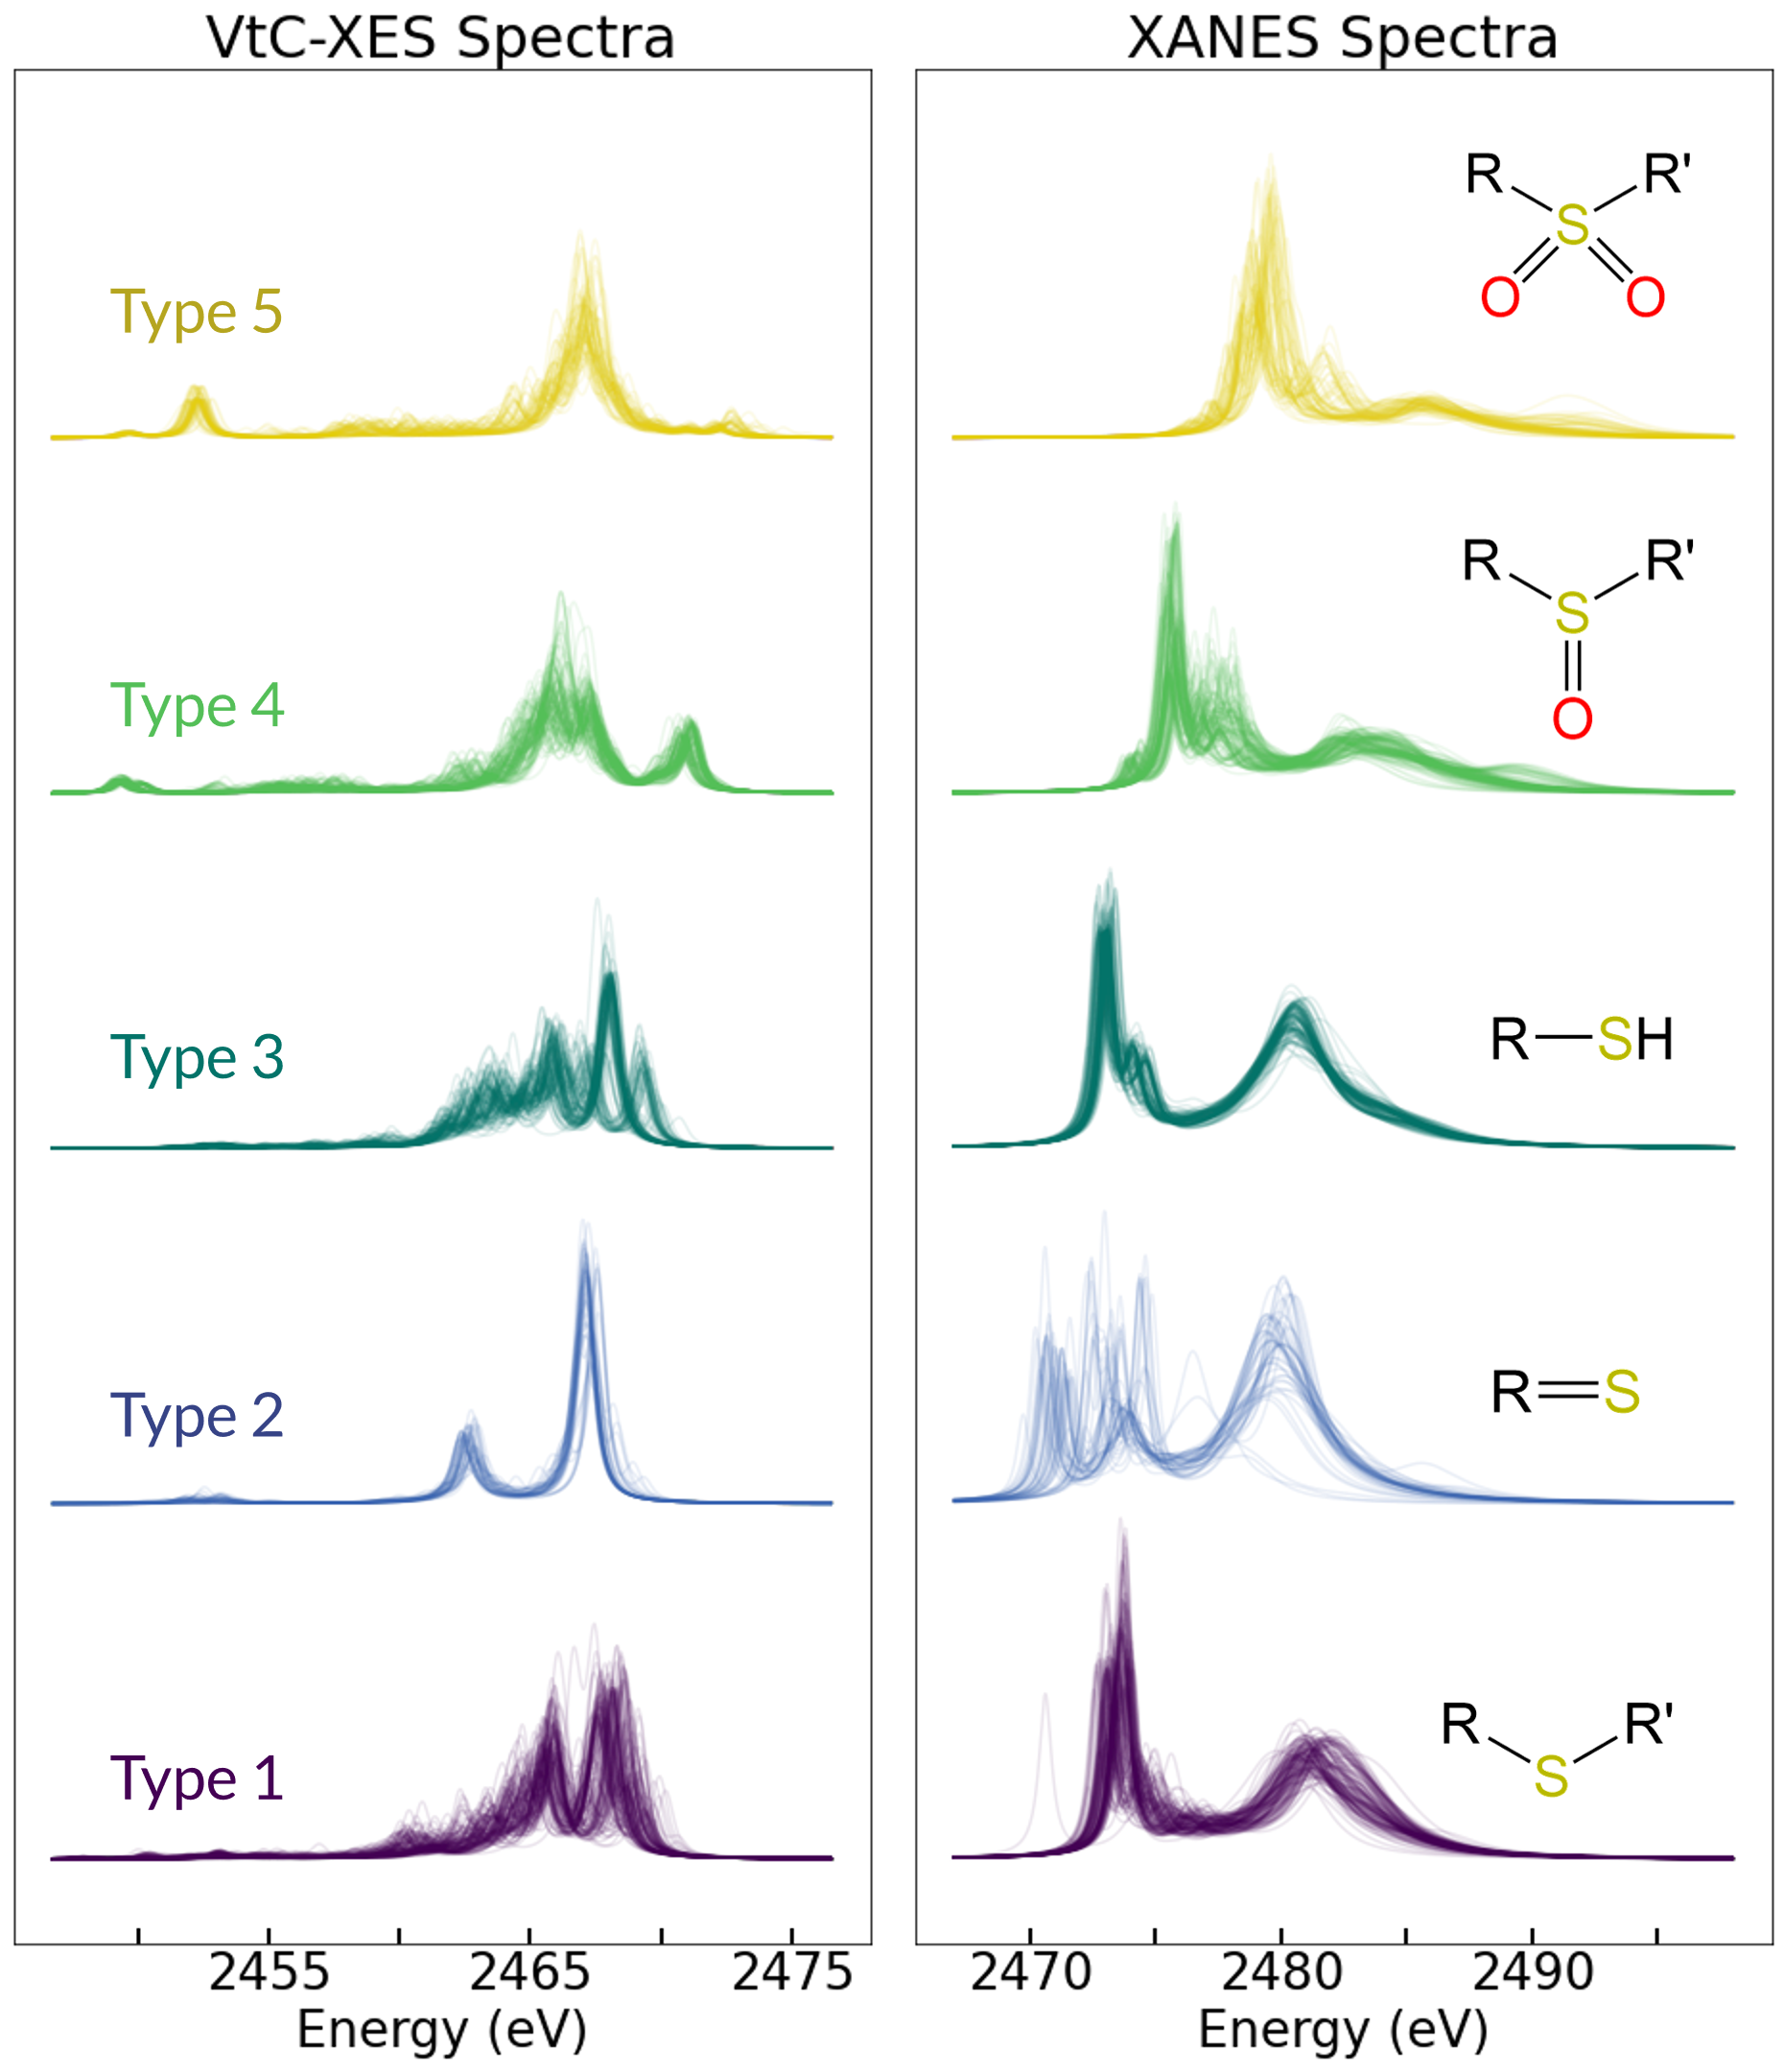 VtC-XES Spectra
XANES Spectra
Type 5
R
R'
S
O
O
Type 4
R
R'
S
O
Type 3
R
SH
Type 2
R
S
Type 1
R
R'
S
2455
2465
2475
2470
2480
2490
Energy (eV)
Energy (eV)